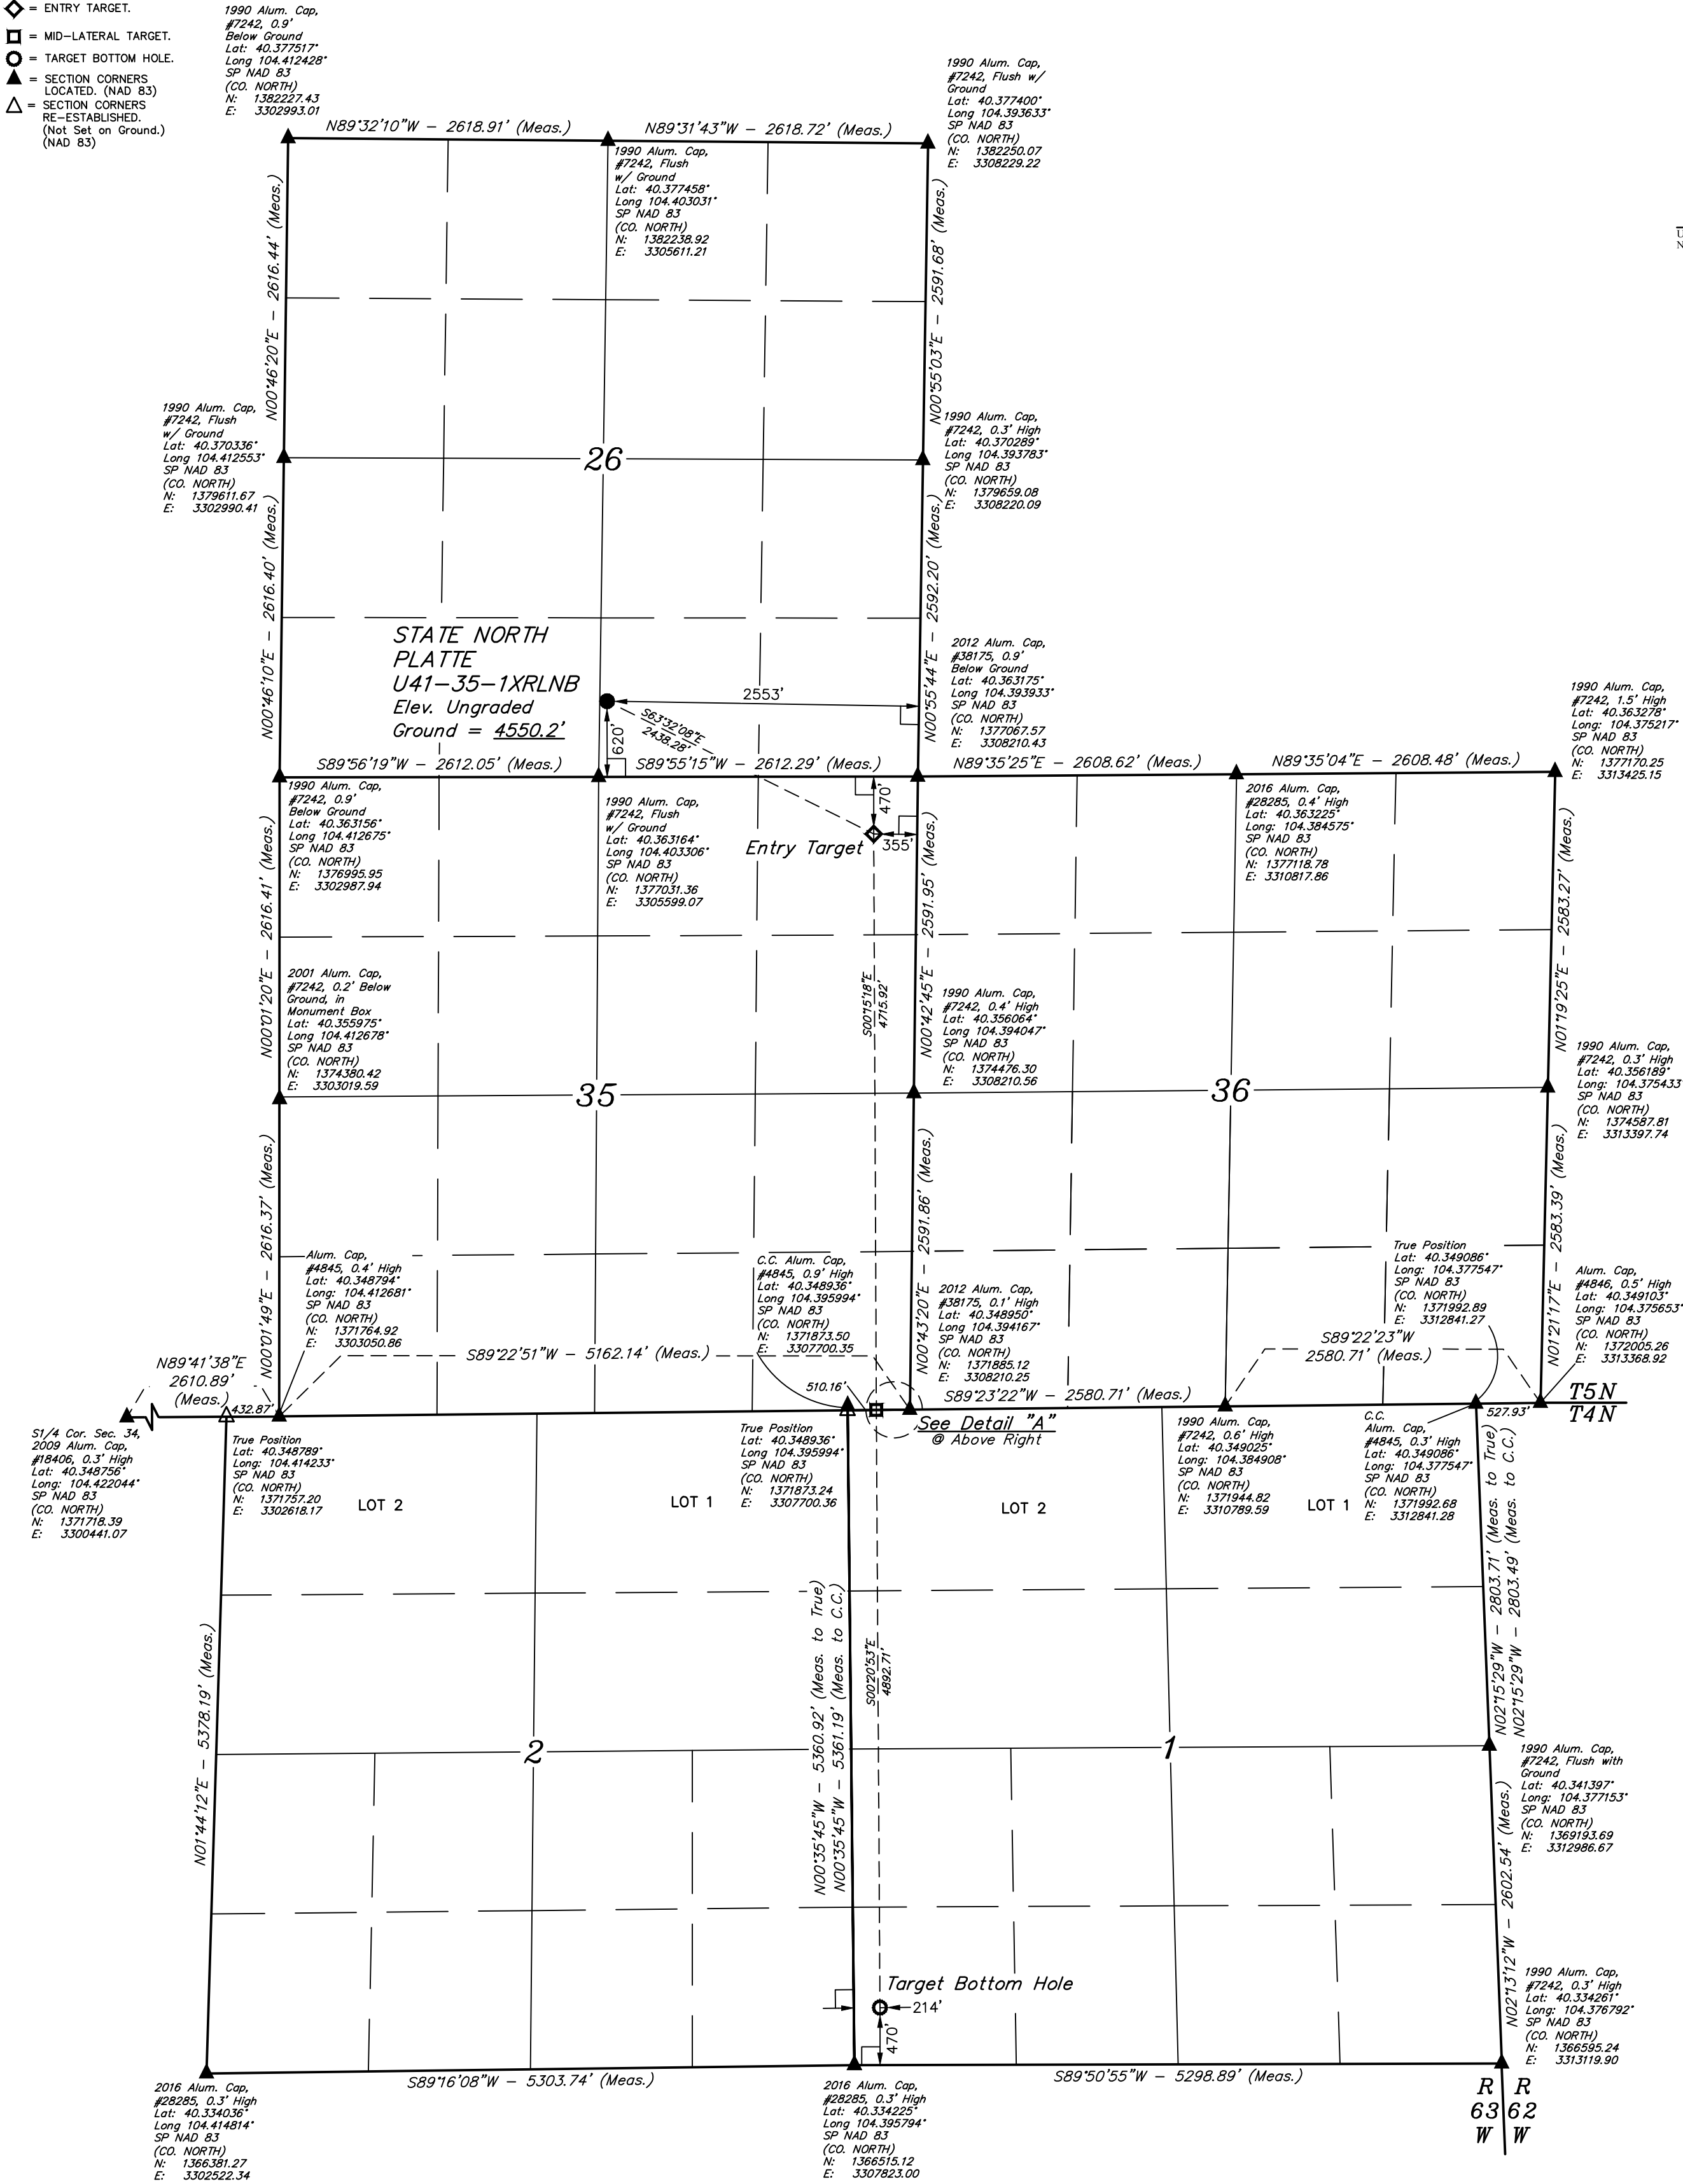 = ENTRY TARGET.
= MID-LATERAL TARGET.
= TARGET BOTTOM HOLE.
= SECTION CORNERS
LOCATED. (NAD 83)
= SECTION CORNERS
RE-ESTABLISHED.
(Not Set on Ground.)
(NAD 83)
1990 Alum. Cap,
#7242, 0.9'
Below Ground
Lat: 40.377517°
Long 104.412428°
SP NAD 83
(CO. NORTH)
N: 1382227.43
E: 3302993.01
1990 Alum. Cap,
#7242, Flush w/
Ground
Lat: 40.377400°
Long 104.393633°
SP NAD 83
(CO. NORTH)
N: 1382250.07
E: 3308229.22
N89°32'10"W - 2618.91' (Meas.)
N89°31'43"W - 2618.72' (Meas.)
1990 Alum. Cap,
#7242, Flush
w/ Ground
Lat: 40.377458°
Long 104.403031°
SP NAD 83
(CO. NORTH)
N: 1382238.92
E: 3305611.21
N00°46'20"E - 2616.44' (Meas.)
N00°55'03"E - 2591.68' (Meas.)
1990 Alum. Cap,
#7242, Flush
w/ Ground
Lat: 40.370336°
Long 104.412553°
SP NAD 83
(CO. NORTH)
N: 1379611.67
E: 3302990.41
26
1990 Alum. Cap,
#7242, 0.3' High
Lat: 40.370289°
Long 104.393783°
SP NAD 83
(CO. NORTH)
N: 1379659.08
E: 3308220.09
N00°46'10"E - 2616.40' (Meas.)
N00°55'44"E - 2592.20' (Meas.)
STATE NORTH
PLATTE
U41-35-1XRLNB
Elev. Ungraded
Ground = 4550.2'
2553'
620'
S63°32'08"E
2438.28'
2012 Alum. Cap,
#38175, 0.9'
Below Ground
Lat: 40.363175°
Long 104.393933°
SP NAD 83
(CO. NORTH)
N: 1377067.57
E: 3308210.43
1990 Alum. Cap,
#7242, 1.5' High
Lat: 40.363278°
Long: 104.375217°
SP NAD 83
(CO. NORTH)
N: 1377170.25
E: 3313425.15
S89°56'19"W - 2612.05' (Meas.)
S89°55'15"W - 2612.29' (Meas.)
N89°35'25"E - 2608.62' (Meas.)
N89°35'04"E - 2608.48' (Meas.)
1990 Alum. Cap,
#7242, 0.9'
Below Ground
Lat: 40.363156°
Long 104.412675°
SP NAD 83
(CO. NORTH)
N: 1376995.95
E: 3302987.94
1990 Alum. Cap,
#7242, Flush
w/ Ground
Lat: 40.363164°
Long 104.403306°
SP NAD 83
(CO. NORTH)
N: 1377031.36
E: 3305599.07
470'
355'
Entry Target
2016 Alum. Cap,
#28285, 0.4' High
Lat: 40.363225°
Long: 104.384575°
SP NAD 83
(CO. NORTH)
N: 1377118.78
E: 3310817.86
N00°01'20"E - 2616.41' (Meas.)
S00°15'18"E
4715.92'
N00°42'45"E - 2591.95' (Meas.)
N01°19'25"E - 2583.27' (Meas.)
2001 Alum. Cap,
#7242, 0.2' Below
Ground, in
Monument Box
Lat: 40.355975°
Long 104.412678°
SP NAD 83
(CO. NORTH)
N: 1374380.42
E: 3303019.59
35
1990 Alum. Cap,
#7242, 0.4' High
Lat: 40.356064°
Long 104.394047°
SP NAD 83
(CO. NORTH)
N: 1374476.30
E: 3308210.56
36
1990 Alum. Cap,
#7242, 0.3' High
Lat: 40.356189°
Long: 104.375433
SP NAD 83
(CO. NORTH)
N: 1374587.81
E: 3313397.74
N00°01'49"E - 2616.37' (Meas.)
N00°43'20"E - 2591.86' (Meas.)
N01°21'17"E - 2583.39' (Meas.)
Alum. Cap,
#4845, 0.4' High
Lat: 40.348794°
Long: 104.412681°
SP NAD 83
(CO. NORTH)
N: 1371764.92
E: 3303050.86
C.C. Alum. Cap,
#4845, 0.9' High
Lat: 40.348936°
Long 104.395994°
SP NAD 83
(CO. NORTH)
N: 1371873.50
E: 3307700.35
2012 Alum. Cap,
#38175, 0.1' High
Lat: 40.348950°
Long 104.394167°
SP NAD 83
(CO. NORTH)
N: 1371885.12
E: 3308210.25
True Position
Lat: 40.349086°
Long: 104.377547°
SP NAD 83
(CO. NORTH)
N: 1371992.89
E: 3312841.27
Alum. Cap,
#4846, 0.5' High
Lat: 40.349103°
Long: 104.375653°
SP NAD 83
(CO. NORTH)
N: 1372005.26
E: 3313368.92
N89°41'38"E
2610.89'
(Meas.)
S89°22'51"W - 5162.14' (Meas.)
S89°22'23"W
2580.71' (Meas.)
432.87'
510.16'
S89°23'22"W - 2580.71' (Meas.)
527.93'
T5N
T4N
See Detail "A"
@ Above Right
S1/4 Cor. Sec. 34,
2009 Alum. Cap,
#18406, 0.3' High
Lat: 40.348756°
Long: 104.422044°
SP NAD 83
(CO. NORTH)
N: 1371718.39
E: 3300441.07
True Position
Lat: 40.348789°
Long: 104.414233°
SP NAD 83
(CO. NORTH)
N: 1371757.20
E: 3302618.17
LOT 2
LOT 1
True Position
Lat: 40.348936°
Long 104.395994°
SP NAD 83
(CO. NORTH)
N: 1371873.24
E: 3307700.36
LOT 2
1990 Alum. Cap,
#7242, 0.6' High
Lat: 40.349025°
Long: 104.384908°
SP NAD 83
(CO. NORTH)
N: 1371944.82
E: 3310789.59
LOT 1
C.C.
Alum. Cap,
#4845, 0.3' High
Lat: 40.349086°
Long: 104.377547°
SP NAD 83
(CO. NORTH)
N: 1371992.68
E: 3312841.28
N01°44'12"E - 5378.19' (Meas.)
N00°35'45"W - 5360.92' (Meas. to True)
N00°35'45"W - 5361.19' (Meas. to C.C.)
S00°20'53"E
4892.71'
N02°15'29"W - 2803.71' (Meas. to True)
N02°15'29"W - 2803.49' (Meas. to C.C.)
2
1
1990 Alum. Cap,
#7242, Flush with
Ground
Lat: 40.341397°
Long: 104.377153°
SP NAD 83
(CO. NORTH)
N: 1369193.69
E: 3312986.67
N02°13'12"W - 2602.54' (Meas.)
Target Bottom Hole
214'
470'
1990 Alum. Cap,
#7242, 0.3' High
Lat: 40.334261°
Long: 104.376792°
SP NAD 83
(CO. NORTH)
N: 1366595.24
E: 3313119.90
S89°16'08"W - 5303.74' (Meas.)
S89°50'55"W - 5298.89' (Meas.)
2016 Alum. Cap,
#28285, 0.3' High
Lat: 40.334036°
Long 104.414814°
SP NAD 83
(CO. NORTH)
N: 1366381.27
E: 3302522.34
2016 Alum. Cap,
#28285, 0.3' High
Lat: 40.334225°
Long 104.395794°
SP NAD 83
(CO. NORTH)
N: 1366515.12
E: 3307823.00
R R
63 62
W W